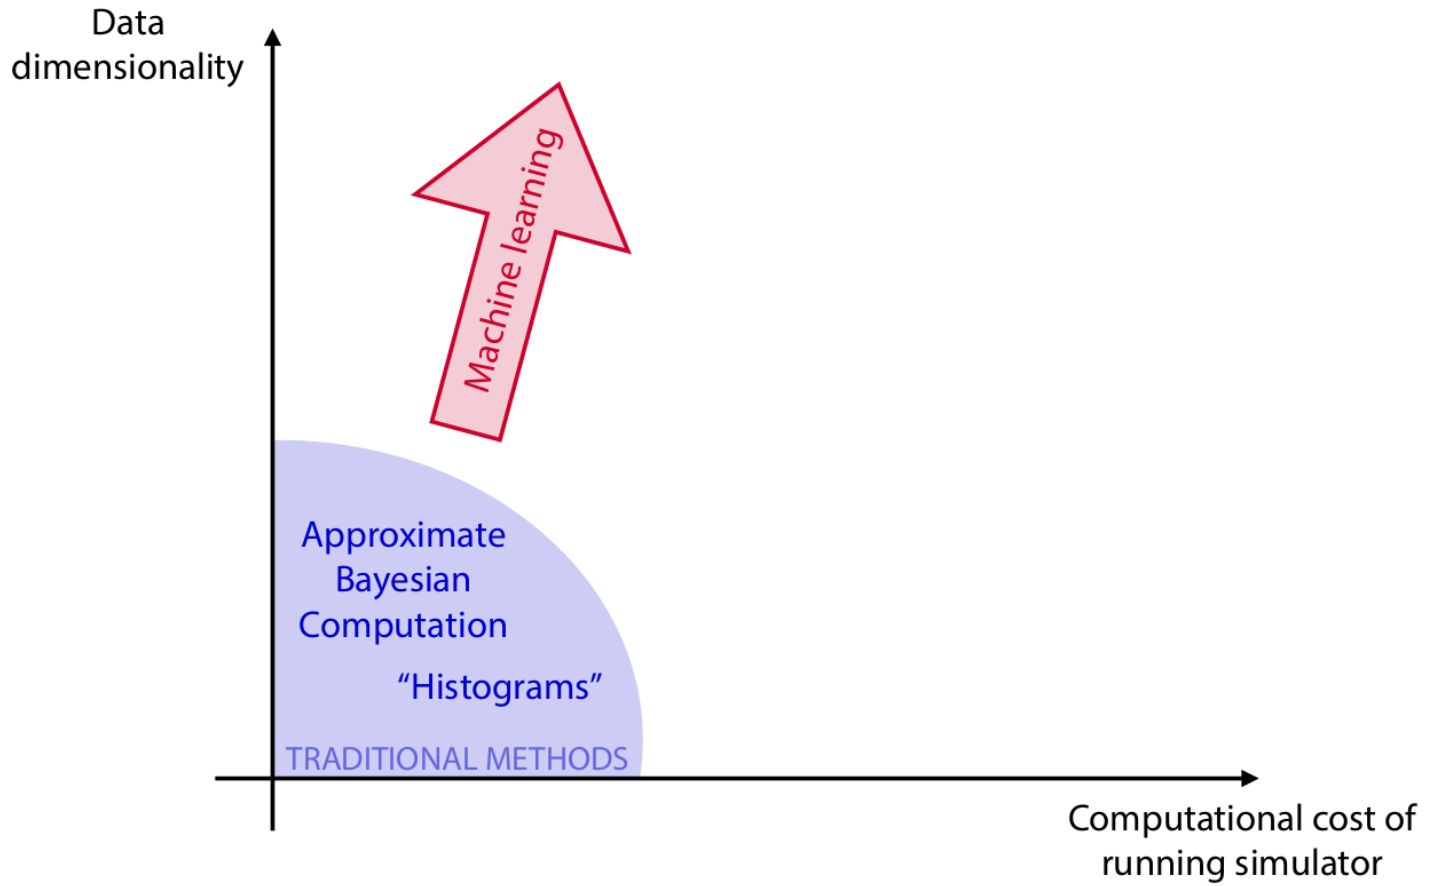 Data
dimensionality
Machine learning
Approximate
Bayesian
Computation
“Histograms”
TRADITIONAL METHODS
Computational cost of
running simulator